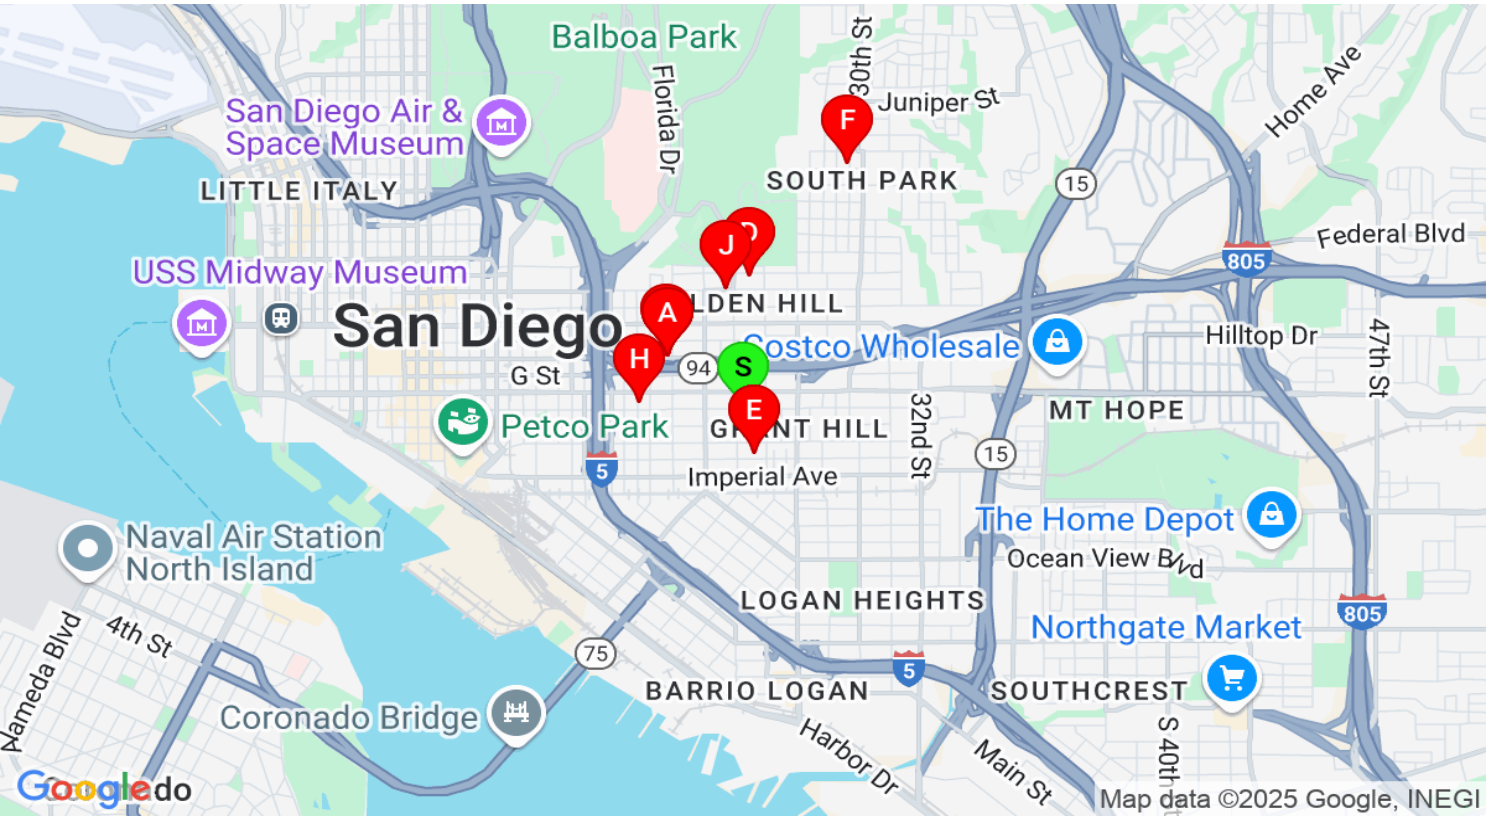 Balboa Park
30th St
Juniper St
Home Ave
Florida Dr
San Diego Air &
Space Museum
F
LITTLE ITALY
SOUTH PARK
15
Federal Blvd
805
J
D
USS Midway Museum
LDEN HILL
A
San Diego
Costco Wholesale
Hilltop Dr
47th St
H
94
S
G St
E
32nd St
MT HOPE
Petco Park
GRANT HILL
5
Imperial Ave
15
The Home Depot
Naval Air Station
North Island
Ocean View Blvd
LOGAN HEIGHTS
805
4th St
Northgate Market
75
5
Alameda Blvd
BARRIO LOGAN
SOUTHCREST
Coronado Bridge
Harbor Dr
Main St
S 40th St
Google
do
Map data ©2025 Google, INEGI